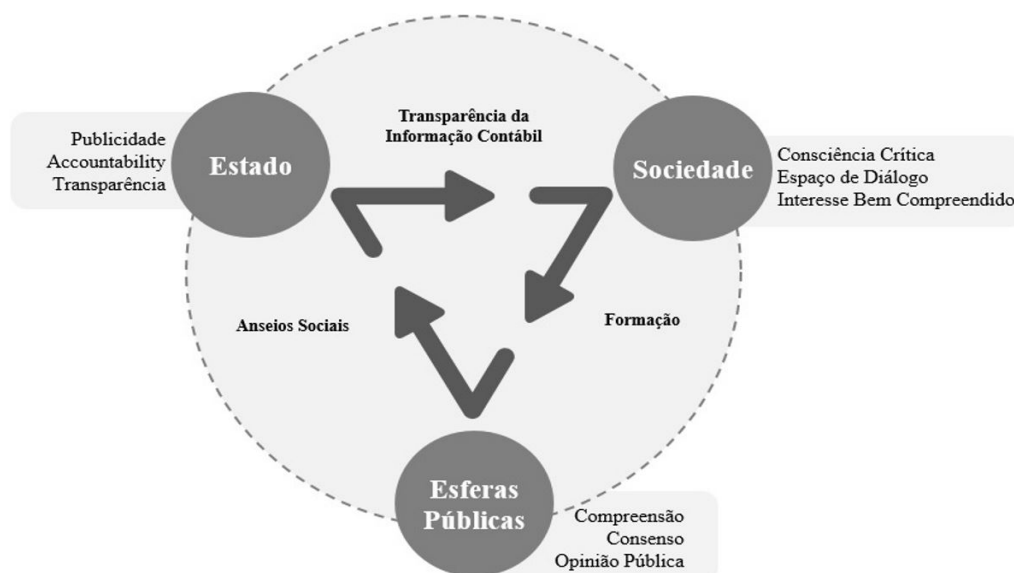 Transparência da
Informação Contábil
Publicidade
Accountability
Transparência
Estado
Sociedade
Consciência Crítica
Espaço de Diálogo
Interesse Bem Compreendido
Anseios Sociais
Formação
Esferas
Públicas
Compreensão
Consenso
Opinião Pública